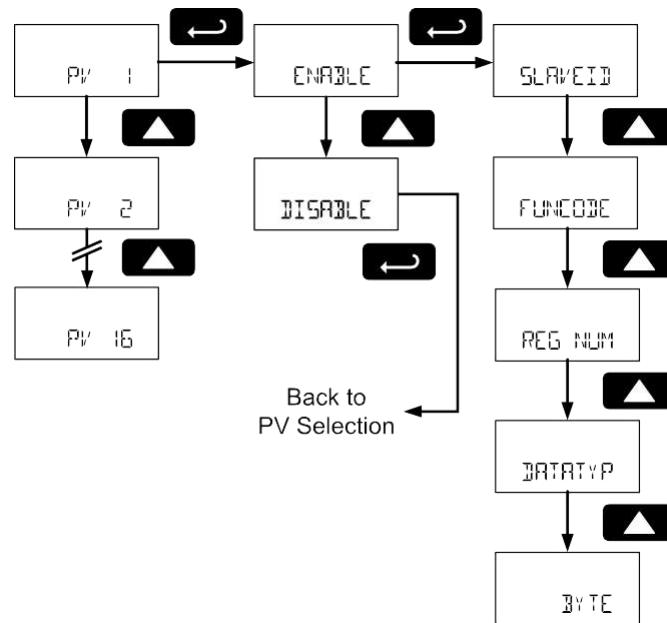 PV 1
ENABLE
SLAVEID
PV 2
DISABLE
FUNCODE
PV 16
REG NUM
Back to
PV Selection
DATATYP
BYTE